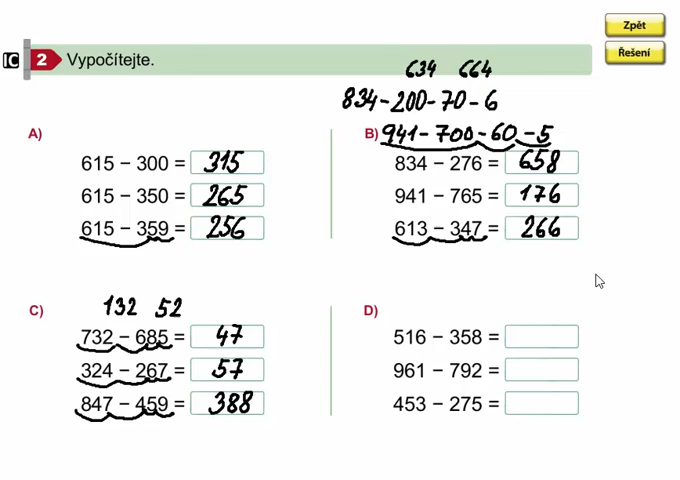 Zpět
Řešení
IC 2 Vypočítejte.
634 664
834-200-70-6
941-700-60-5
A)
615 − 300 = 315
615 − 350 = 265
615 − 359 = 256
B)
834 − 276 = 658
941 − 765 = 176
613 − 347 = 266
C)
132 52
732 − 685 = 47
324 − 267 = 57
847 − 459 = 388
D)
516 − 358 =
961 − 792 =
453 − 275 =